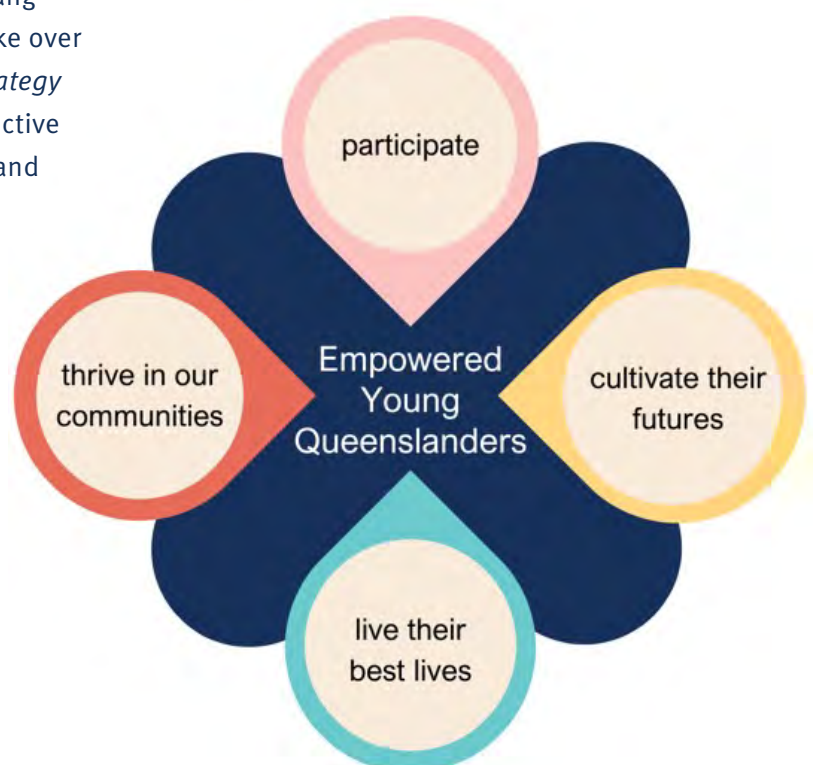 ke over
ategy
ctive
and
participate
thrive in our
communities
Empowered
Young
Queenslanders
cultivate their
futures
live their
best lives